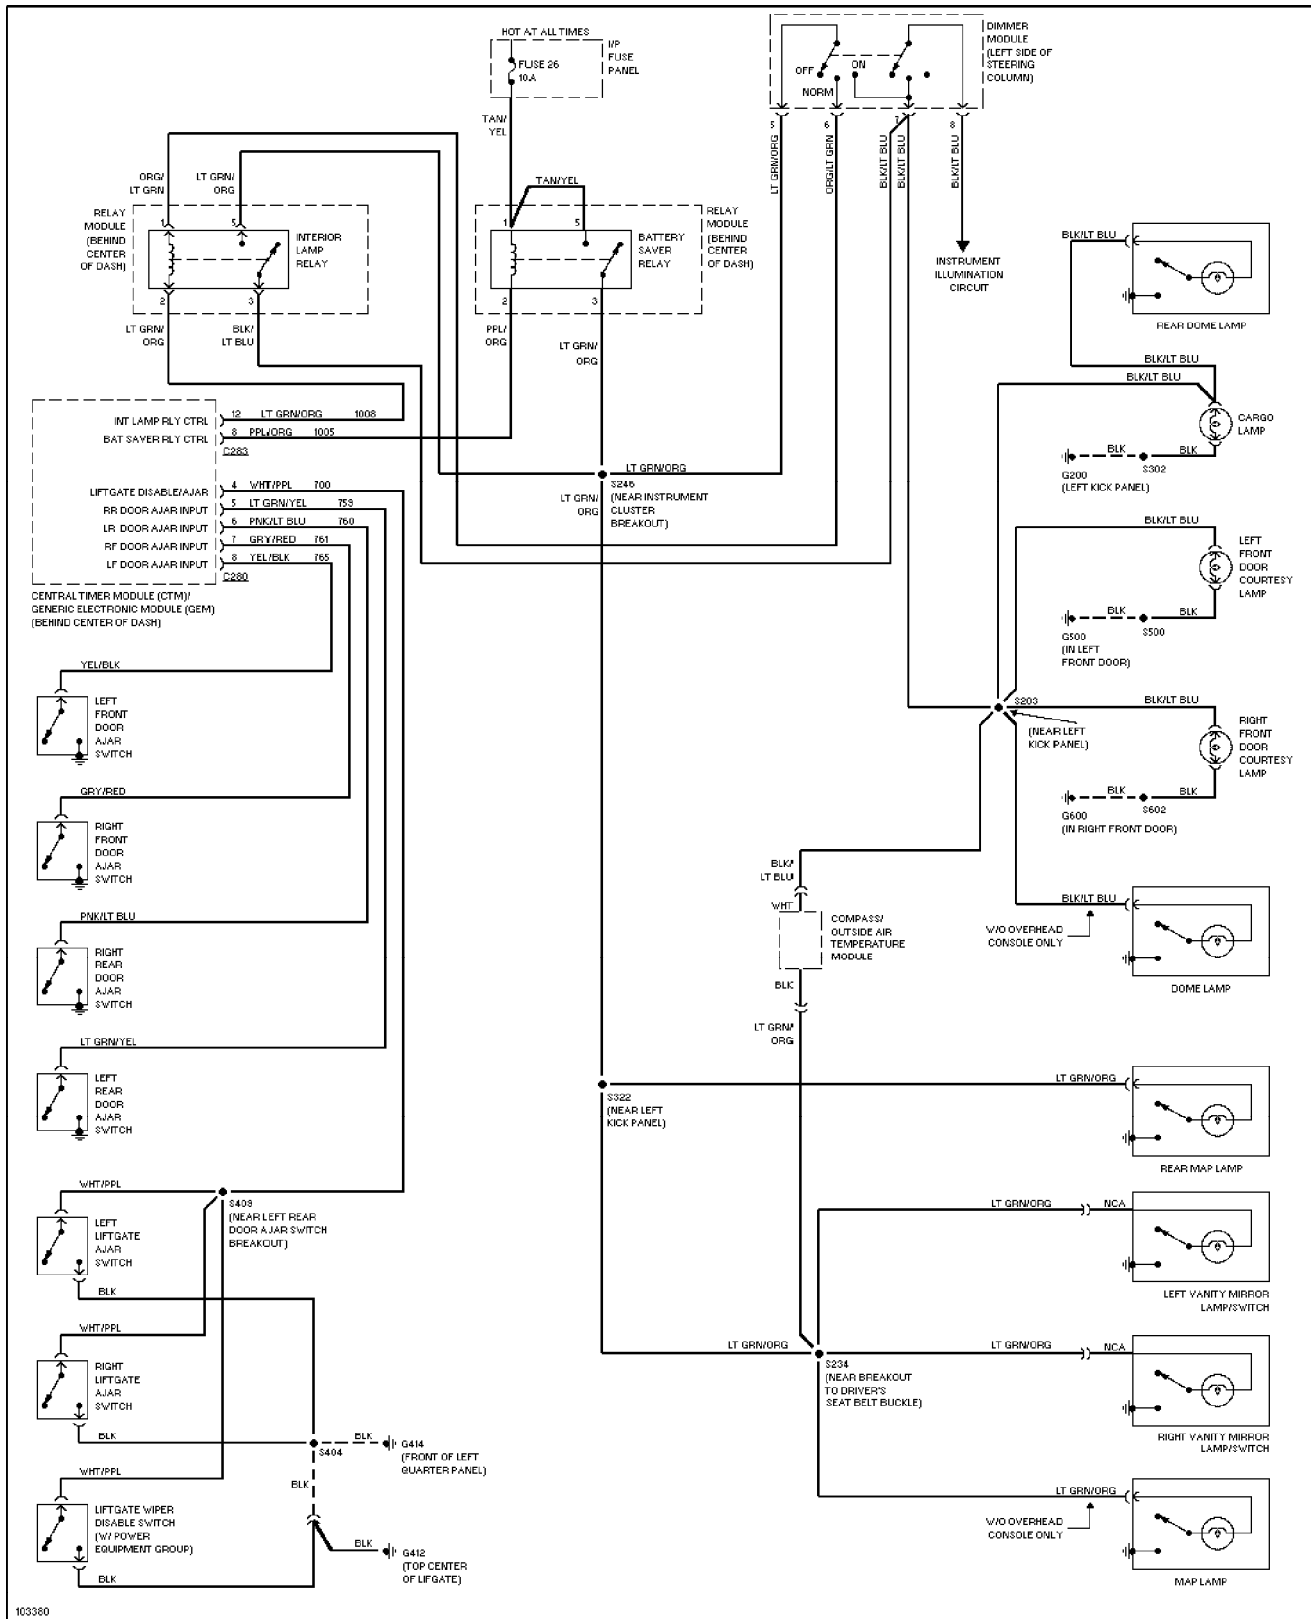 HOT AT ALL TIMES
FUSE 26
10A
I/P
FUSE
PANEL
DIMMER
MODULE
(LEFT SIDE OF
STEERING
COLUMN)
OFF
ON
NORM
5
6
7
8
TAN/
YEL
LT GRN/ORG
ORG/LT GRN
BLK/LT BLU
BLK/LT BLU
BLK/LT BLU
INSTRUMENT
ILLUMINATION
CIRCUIT
ORG/
LT GRN
LT GRN/
ORG
TAN/YEL
RELAY
MODULE
(BEHIND
CENTER
OF DASH)
1
5
INTERIOR
LAMP
RELAY
2
3
1
5
BATTERY
SAVER
RELAY
2
3
RELAY
MODULE
(BEHIND
CENTER
OF DASH)
LT GRN/
ORG
BLK/
LT BLU
PPL/
ORG
LT GRN/
ORG
BLK/LT BLU
REAR DOME LAMP
BLK/LT BLU
BLK/LT BLU
CARGO
LAMP
BLK
BLK
G200
(LEFT KICK PANEL)
S302
INT LAMP RLY CTRL
12
LT GRN/ORG
1008
BAT SAVER RLY CTRL
8
PPL/ORG
1005
C283
LIFTGATE DISABLE/AJAR
4
WHT/PPL
700
RR DOOR AJAR INPUT
5
LT GRN/YEL
759
LR DOOR AJAR INPUT
6
PNK/LT BLU
760
RF DOOR AJAR INPUT
7
GRY/RED
761
LF DOOR AJAR INPUT
8
YEL/BLK
765
C280
CENTRAL TIMER MODULE (CTM)/
GENERIC ELECTRONIC MODULE (GEM)
(BEHIND CENTER OF DASH)
LT GRN/ORG
S246
(NEAR INSTRUMENT
CLUSTER
BREAKOUT)
LT GRN/
ORG
BLK/LT BLU
LEFT
FRONT
DOOR
COURTESY
LAMP
BLK
BLK
G500
(IN LEFT
FRONT DOOR)
S500
S203
(NEAR LEFT
KICK PANEL)
BLK/LT BLU
RIGHT
FRONT
DOOR
COURTESY
LAMP
BLK
BLK
G600
(IN RIGHT FRONT DOOR)
S602
YEL/BLK
LEFT
FRONT
DOOR
AJAR
SWITCH
GRY/RED
RIGHT
FRONT
DOOR
AJAR
SWITCH
PNK/LT BLU
RIGHT
REAR
DOOR
AJAR
SWITCH
LT GRN/YEL
LEFT
REAR
DOOR
AJAR
SWITCH
BLK/
LT BLU
WHT
COMPASS/
OUTSIDE AIR
TEMPERATURE
MODULE
BLK
LT GRN/
ORG
BLK/LT BLU
W/O OVERHEAD
CONSOLE ONLY
DOME LAMP
S322
(NEAR LEFT
KICK PANEL)
LT GRN/ORG
REAR MAP LAMP
WHT/PPL
S409
(NEAR LEFT REAR
DOOR AJAR SWITCH
BREAKOUT)
LEFT
LIFTGATE
AJAR
SWITCH
BLK
WHT/PPL
RIGHT
LIFTGATE
AJAR
SWITCH
BLK
S404
BLK
G414
(FRONT OF LEFT
QUARTER PANEL)
BLK
WHT/PPL
LIFTGATE WIPER
DISABLE SWITCH
(W/ POWER
EQUIPMENT GROUP)
BLK
BLK
G412
(TOP CENTER
OF LIFGATE)
LT GRN/ORG
NCA
LEFT VANITY MIRROR
LAMP/SWITCH
LT GRN/ORG
S234
(NEAR BREAKOUT
TO DRIVER'S
SEAT BELT BUCKLE)
LT GRN/ORG
NCA
RIGHT VANITY MIRROR
LAMP/SWITCH
LT GRN/ORG
W/O OVERHEAD
CONSOLE ONLY
MAP LAMP
103380